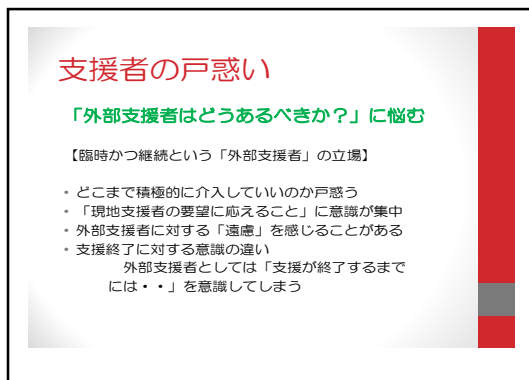 支援者の戸惑い
「外部支援者はどうあるべきか?」に悩む
【臨時かつ継続という「外部支援者」の立場】
• どこまで積極的に介入していいのか戸惑う
• 「現地支援者の要望に応えること」に意識が集中
• 外部支援者に対する「遠慮」を感じることがある
• 支援終了に対する意識の違い
外部支援者としては「支援が終了するまで
には・・」を意識してしまう